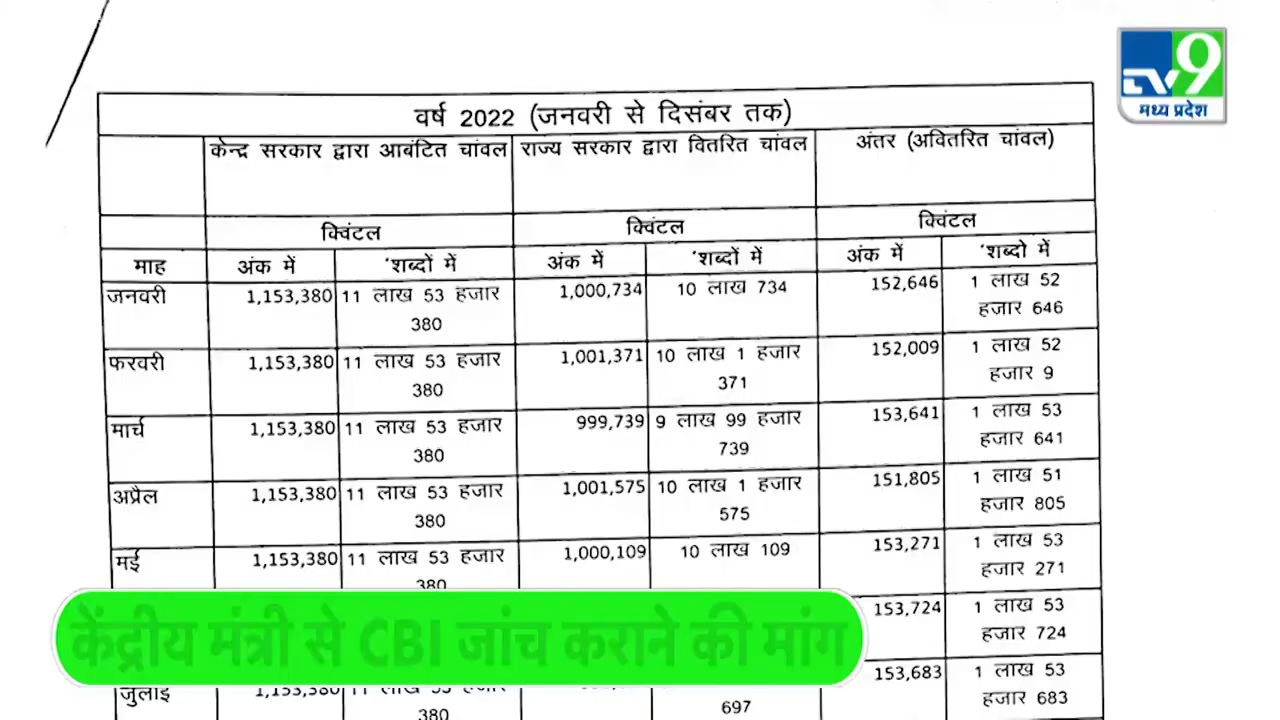 TV9
मध्य प्रदेश
वर्ष 2022 (जनवरी से दिसंबर तक)
केन्द्र सरकार द्वारा आबंटित चांवल राज्य सरकार द्वारा वितरित चांवल अंतर (अवितरित चांवल)
क्विंटल क्विंटल क्विंटल
माह अंक में 'शब्दों में अंक में 'शब्दों में अंक में 'शब्दो में
जनवरी 1,153,380 11 लाख 53 हजार 1,000,734 10 लाख 734 152,646 1 लाख 52
380 हजार 646
फरवरी 1,153,380 11 लाख 53 हजार 1,001,371 10 लाख 1 हजार 152,009 1 लाख 52
380 371 हजार 9
मार्च 1,153,380 11 लाख 53 हजार 999,739 9 लाख 99 हजार 153,641 1 लाख 53
380 739 हजार 641
अप्रैल 1,153,380 11 लाख 53 हजार 1,001,575 10 लाख 1 हजार 151,805 1 लाख 51
380 575 हजार 805
मई 1,153,380 11 लाख 53 हजार 1,000,109 10 लाख 109 153,271 1 लाख 53
380 हजार 271
153,724 1 लाख 53
हजार 724
केंद्रीय मंत्री से CBI जांच कराने की मांग
जुलाई 1,153,380 11 लाख 53 हजार 153,683 1 लाख 53
380 697 हजार 683